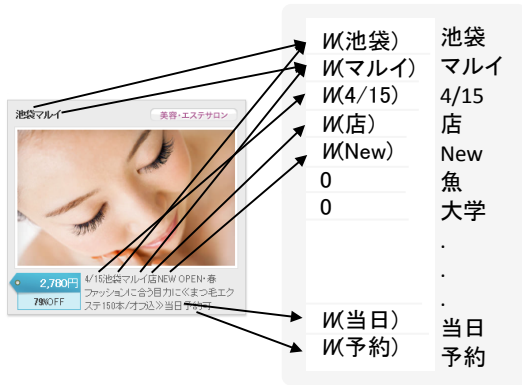 池袋マルイ
美容・エステサロン
2,780円
79%OFF
4/15池袋マルイ店NEW OPEN・春
ファッションに合う目力に≪まつ毛エク
ステ150本/オフ込≫当日予約可
W(池袋) 池袋
W(マルイ) マルイ
W(4/15) 4/15
W(店) 店
W(New) New
0 魚
0 大学
.
.
.
W(当日) 当日
W(予約) 予約